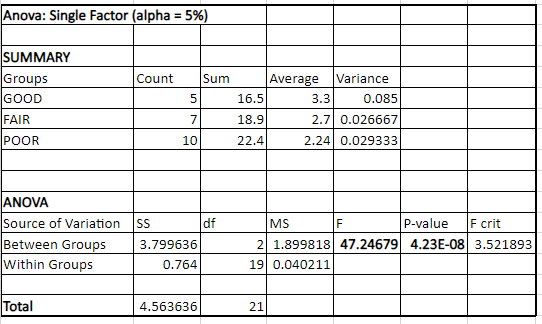 Anova: Single Factor (alpha = 5%)
SUMMARY
Groups Count Sum Average Variance
GOOD 5 16.5 3.3 0.085
FAIR 7 18.9 2.7 0.026667
POOR 10 22.4 2.24 0.029333
ANOVA
Source of Variation SS df MS F P-value F crit
Between Groups 3.799636 2 1.899818 47.24679 4.23E-08 3.521893
Within Groups 0.764 19 0.040211
Total 4.563636 21